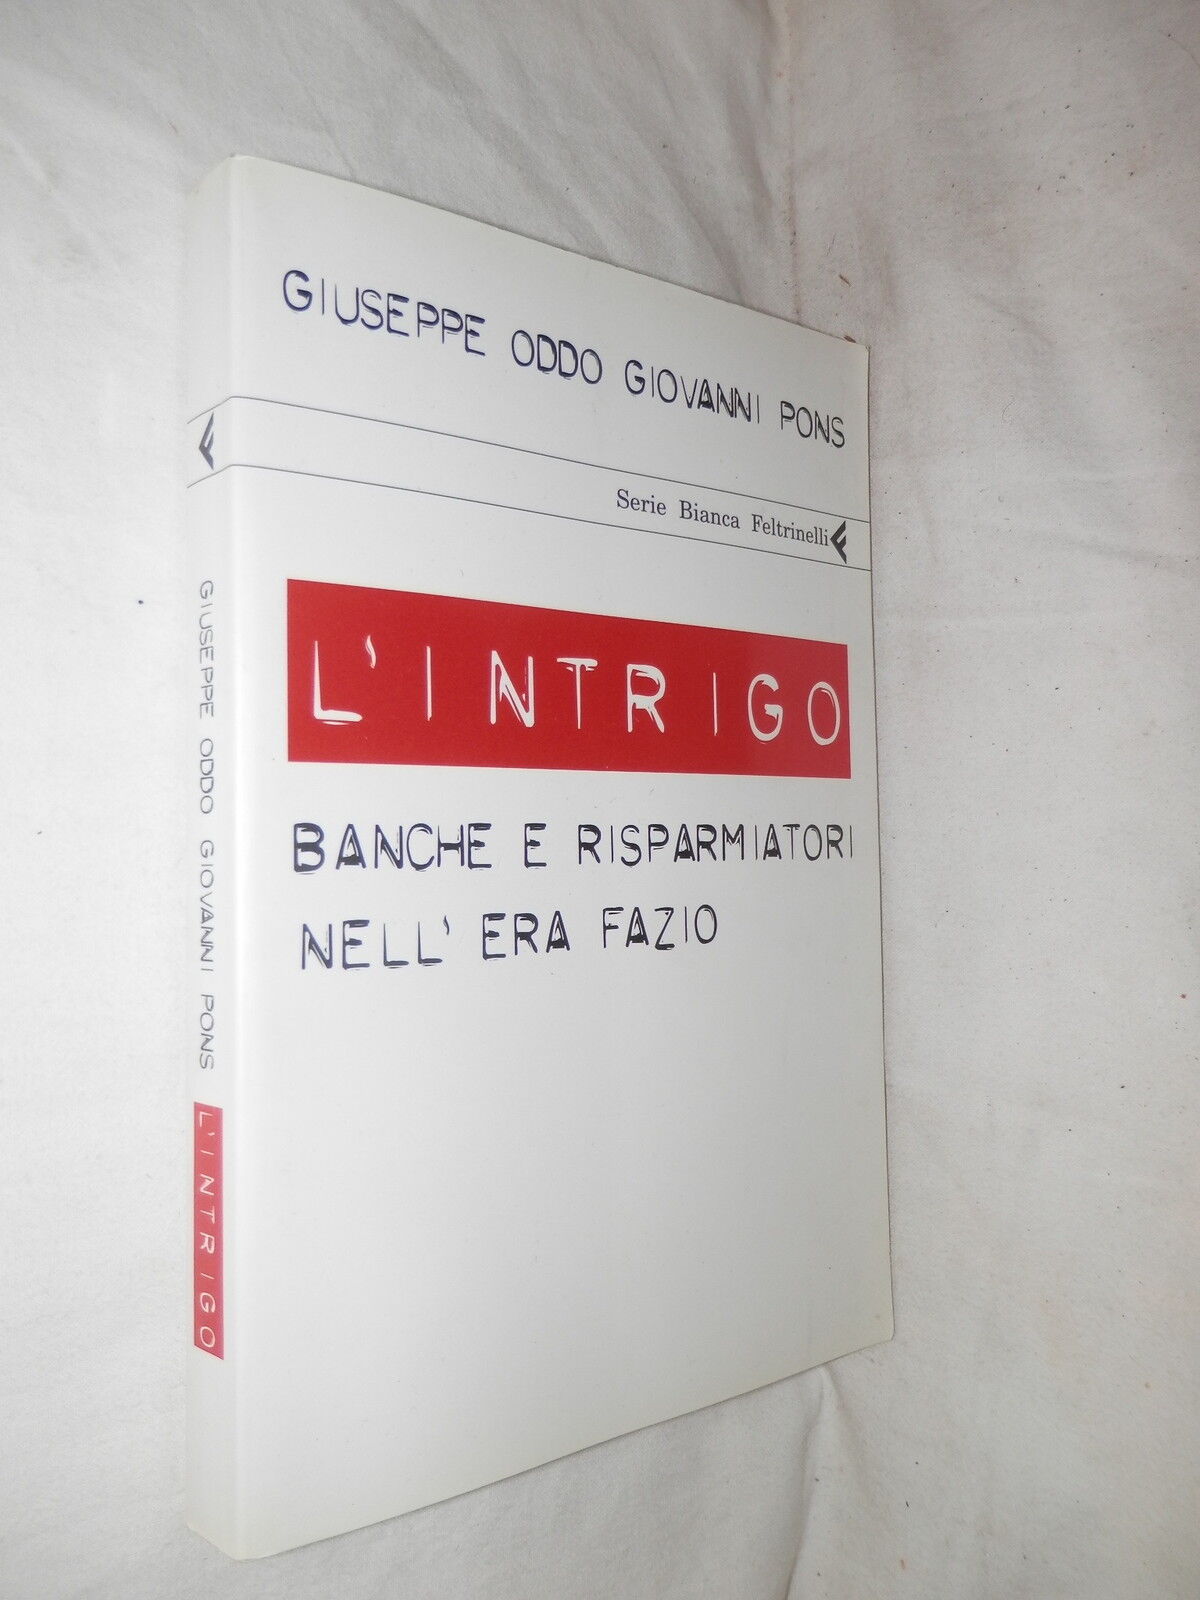 GIUSEPPE ODDO GIOVANNI PONS
Serie Bianca Feltrinelli
L'INTRIGO
BANCHE E RISPARMIATORI
NELL' ERA FAZIO
GIUSEPPE ODDO GIOVANNI PONS L'INTRIGO